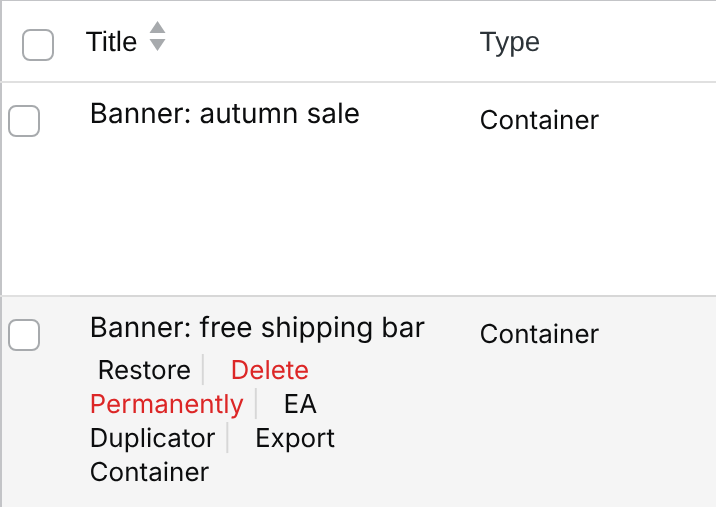 Title Type
Banner: autumn sale Container
Banner: free shipping bar Container
Restore | Delete
Permanently | EA
Duplicator | Export
Container